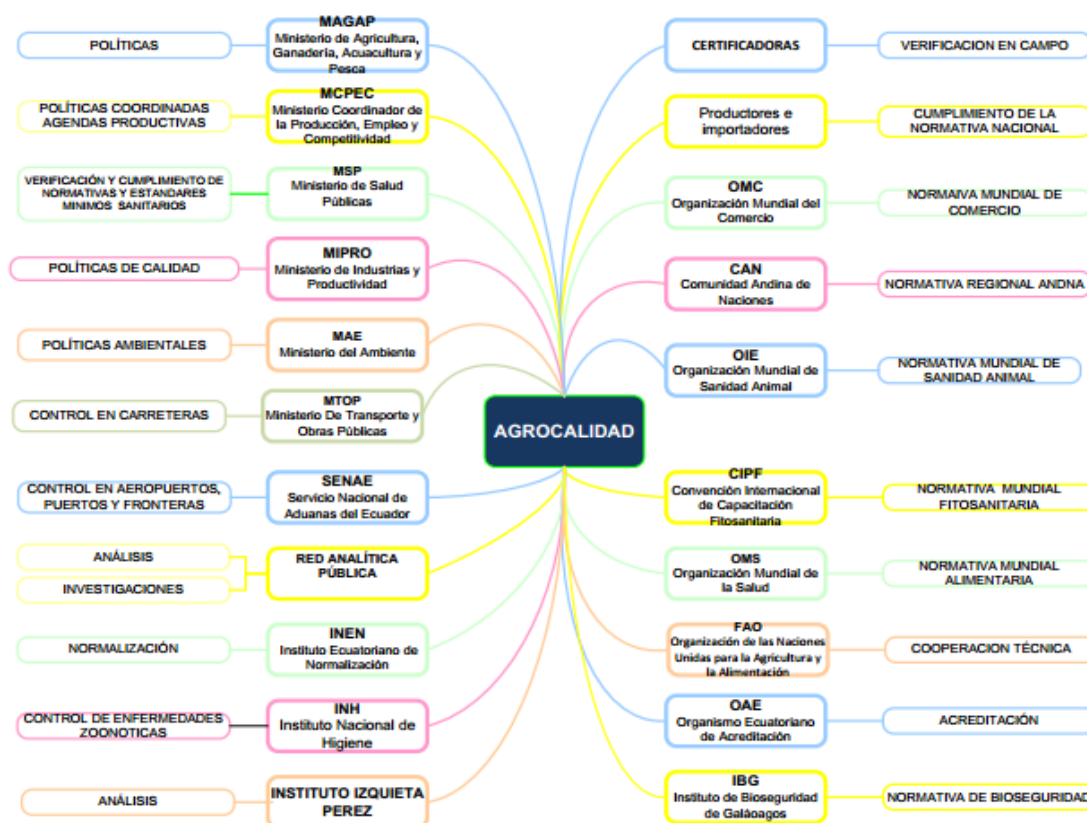 POLÍTICAS
MAGAP
Ministerio de Agricultura,
Ganadería, Acuacultura y
Pesca
POLÍTICAS COORDINADAS
AGENDAS PRODUCTIVAS
MCPEC
Ministerio Coordinador de
la Producción, Empleo y
Competitividad
VERIFICACIÓN Y CUMPLIMIENTO DE
NORMATIVAS Y ESTANDARES
MINIMOS SANITARIOS
MSP
Ministerio de Salud
Públicas
POLÍTICAS DE CALIDAD
MIPRO
Ministerio de Industrias y
Productividad
POLÍTICAS AMBIENTALES
MAE
Ministerio del Ambiente
CONTROL EN CARRETERAS
MTOP
Ministerio De Transporte y
Obras Públicas
CONTROL EN AEROPUERTOS,
PUERTOS Y FRONTERAS
SENAE
Servicio Nacional de
Aduanas del Ecuador
ANÁLISIS
INVESTIGACIONES
RED ANALÍTICA
PÚBLICA
NORMALIZACIÓN
INEN
Instituto Ecuatoriano de
Normalización
CONTROL DE ENFERMEDADES
ZOONOTICAS
INH
Instituto Nacional de
Higiene
ANÁLISIS
INSTITUTO IZQUIETA
PEREZ
AGROCALIDAD
CERTIFICADORAS
VERIFICACION EN CAMPO
Productores e
importadores
CUMPLIMIENTO DE LA
NORMATIVA NACIONAL
OMC
Organización Mundial del
Comercio
NORMAIVA MUNDIAL DE
COMERCIO
CAN
Comunidad Andina de
Naciones
NORMATIVA REGIONAL ANDNA
OIE
Organización Mundial de
Sanidad Animal
NORMATIVA MUNDIAL DE
SANIDAD ANIMAL
CIPF
Convención Internacional
de Capacitación
Fitosanitaria
NORMATIVA MUNDIAL
FITOSANITARIA
OMS
Organización Mundial de
la Salud
NORMATIVA MUNDIAL
ALIMENTARIA
FAO
Organización de las Naciones
Unidas para la Agricultura y
la Alimentación
COOPERACION TÉCNICA
OAE
Organismo Ecuatoriano
de Acreditación
ACREDITACIÓN
IBG
Instituto de Bioseguridad
de Galáoagos
NORMATIVA DE BIOSEGURIDAD